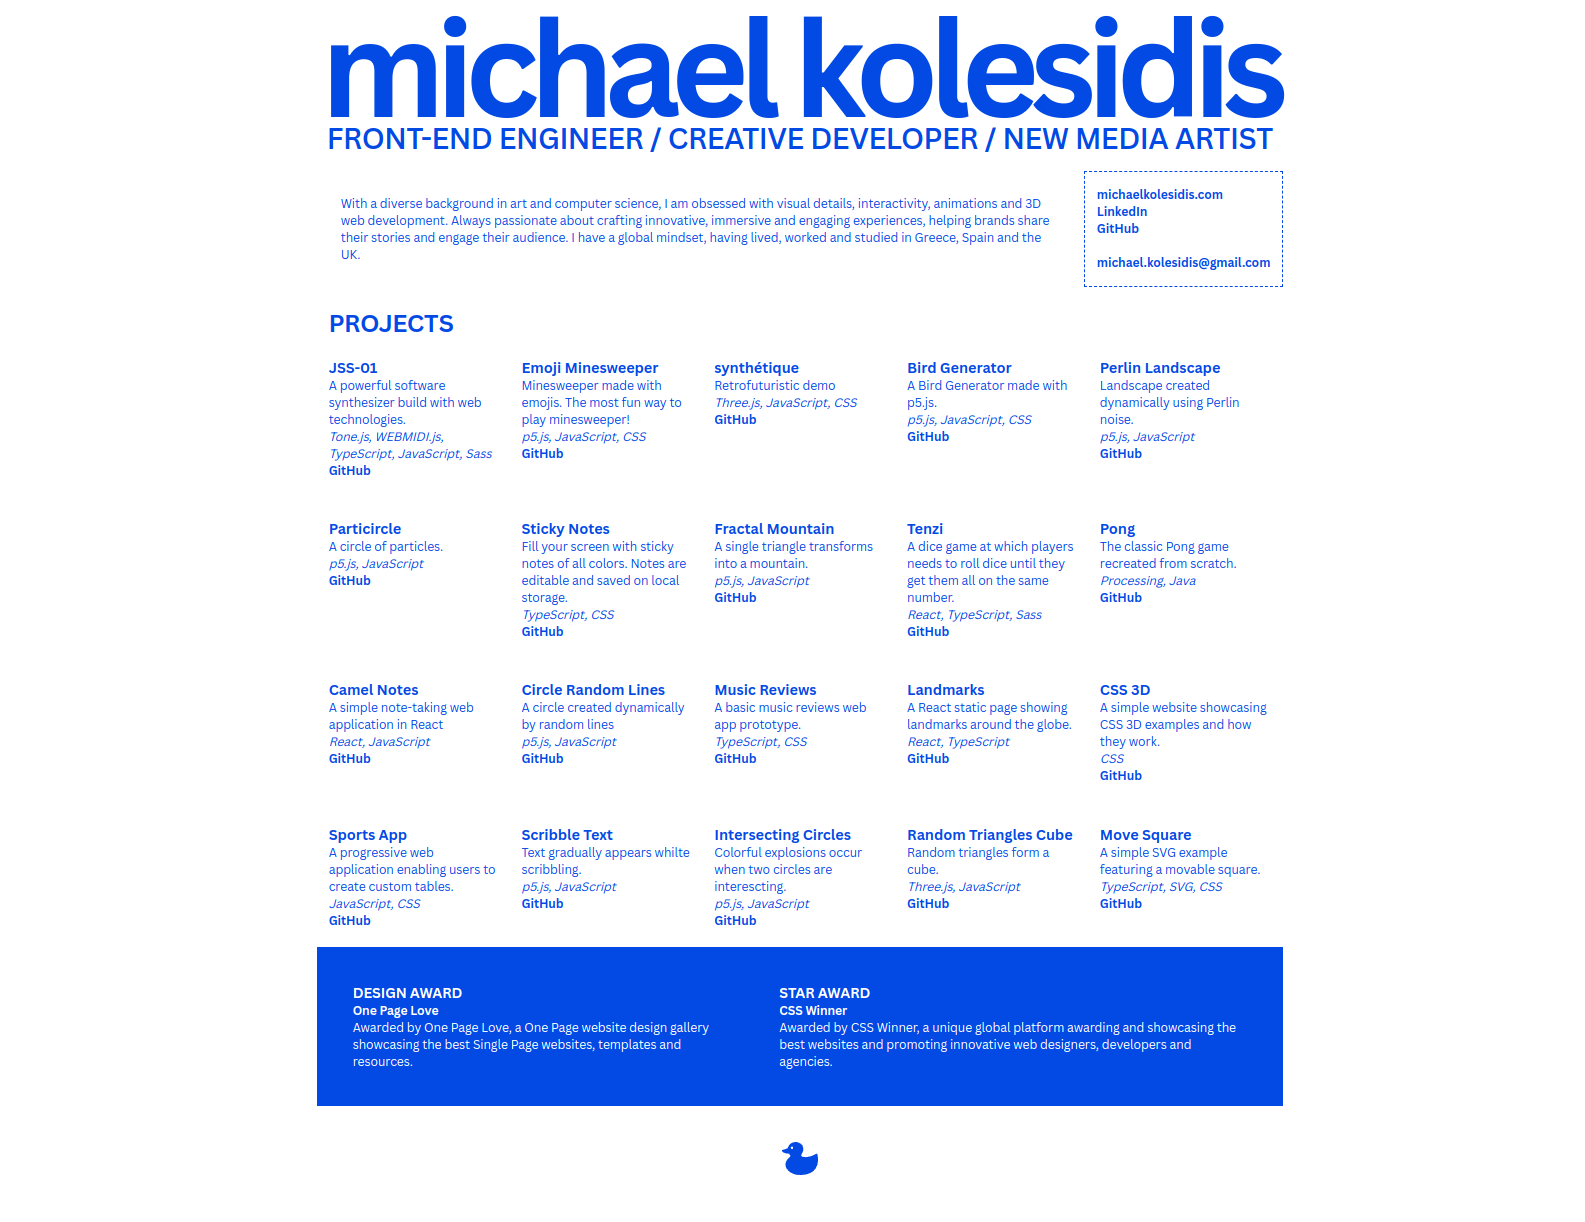 michael kolesidis
FRONT-END ENGINEER / CREATIVE DEVELOPER / NEW MEDIA ARTIST
With a diverse background in art and computer science, I am obsessed with visual details, interactivity, animations and 3D
web development. Always passionate about crafting innovative, immersive and engaging experiences, helping brands share
their stories and engage their audience. I have a global mindset, having lived, worked and studied in Greece, Spain and the
UK.
michaelkolesidis.com
LinkedIn
GitHub
michael.kolesidis@gmail.com
PROJECTS
JSS-01
A powerful software
synthesizer build with web
technologies.
Tone.js, WEBMIDI.js,
TypeScript, JavaScript, Sass
GitHub
Emoji Minesweeper
Minesweeper made with
emojis. The most fun way to
play minesweeper!
p5.js, JavaScript, CSS
GitHub
synthétique
Retrofuturistic demo
Three.js, JavaScript, CSS
GitHub
Bird Generator
A Bird Generator made with
p5.js.
p5.js, JavaScript, CSS
GitHub
Perlin Landscape
Landscape created
dynamically using Perlin
noise.
p5.js, JavaScript
GitHub
Particircle
A circle of particles.
p5.js, JavaScript
GitHub
Sticky Notes
Fill your screen with sticky
notes of all colors. Notes are
editable and saved on local
storage.
TypeScript, CSS
GitHub
Fractal Mountain
A single triangle transforms
into a mountain.
p5.js, JavaScript
GitHub
Tenzi
A dice game at which players
needs to roll dice until they
get them all on the same
number.
React, TypeScript, Sass
GitHub
Pong
The classic Pong game
recreated from scratch.
Processing, Java
GitHub
Camel Notes
A simple note-taking web
application in React
React, JavaScript
GitHub
Circle Random Lines
A circle created dynamically
by random lines
p5.js, JavaScript
GitHub
Music Reviews
A basic music reviews web
app prototype.
TypeScript, CSS
GitHub
Landmarks
A React static page showing
landmarks around the globe.
React, TypeScript
GitHub
CSS 3D
A simple website showcasing
CSS 3D examples and how
they work.
CSS
GitHub
Sports App
A progressive web
application enabling users to
create custom tables.
JavaScript, CSS
GitHub
Scribble Text
Text gradually appears whilte
scribbling.
p5.js, JavaScript
GitHub
Intersecting Circles
Colorful explosions occur
when two circles are
interescting.
p5.js, JavaScript
GitHub
Random Triangles Cube
Random triangles form a
cube.
Three.js, JavaScript
GitHub
Move Square
A simple SVG example
featuring a movable square.
TypeScript, SVG, CSS
GitHub
DESIGN AWARD
One Page Love
Awarded by One Page Love, a One Page website design gallery
showcasing the best Single Page websites, templates and
resources.
STAR AWARD
CSS Winner
Awarded by CSS Winner, a unique global platform awarding and showcasing the
best websites and promoting innovative web designers, developers and
agencies.